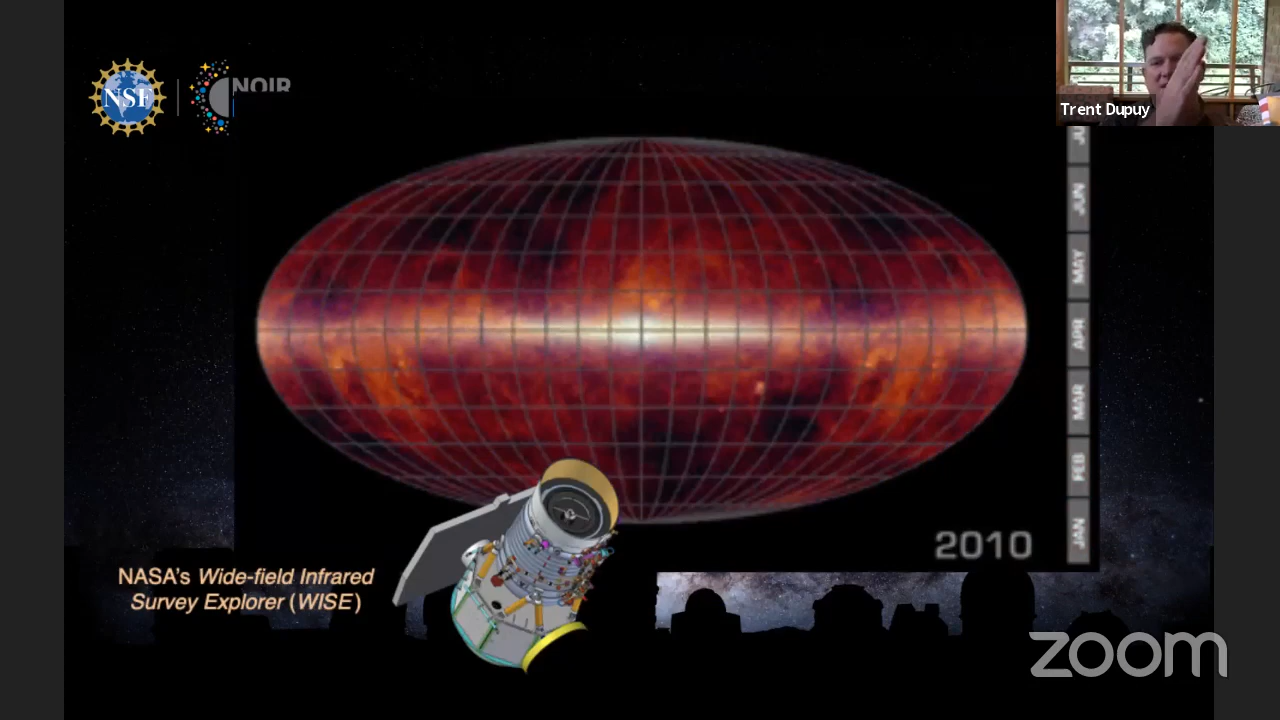 NSF
NOIR
Trent Dupuy
JUN
MAY
APR
MAR
FEB
JAN
2010
NASA's Wide-field Infrared
Survey Explorer (WISE)
zoom